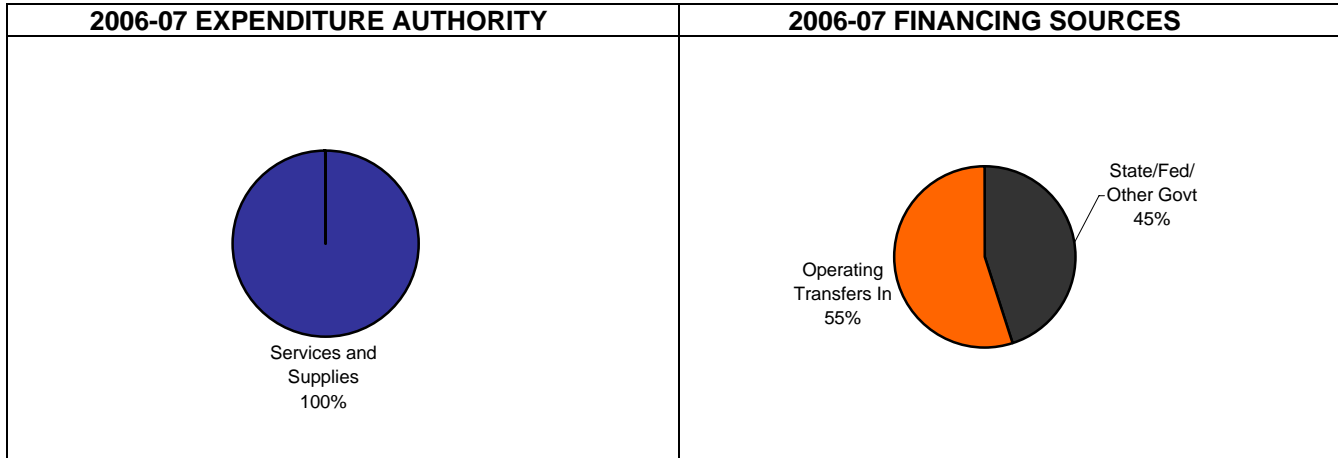 2006-07 EXPENDITURE AUTHORITY
2006-07 FINANCING SOURCES
Services and
Supplies
100%
State/Fed/
Other Govt
45%
Operating
Transfers In
55%